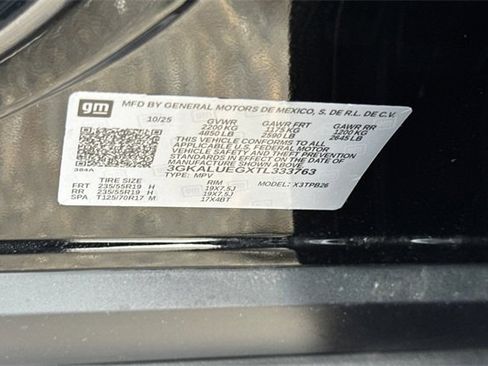 gm MFD BY GENERAL MOTORS DE MEXICO, S. DE R.L. DE C.V.
10/25 GVWR GAWR FRT GAWR RR
2200 KG 1175 KG 1200 KG
4850 LB 2590 LB 2645 LB
THIS VEHICLE CONFORMS TO ALL
APPLICABLE U.S. FEDERAL MOTOR
VEHICLE SAFETY, BUMPER, AND THEFT
PREVENTION STANDARDS IN EFFECT ON
THE DATE OF MANUFACTURE SHOWN ABOVE.
3GKALUEGXTL333763
384A TYPE: MPV MODEL: X3TPB26
TIRE SIZE RIM
FRT 235/55R19 H 19X7.5J
RR 235/55R19 H 19X7.5J
SPA T125/70R17 M 17X4BT